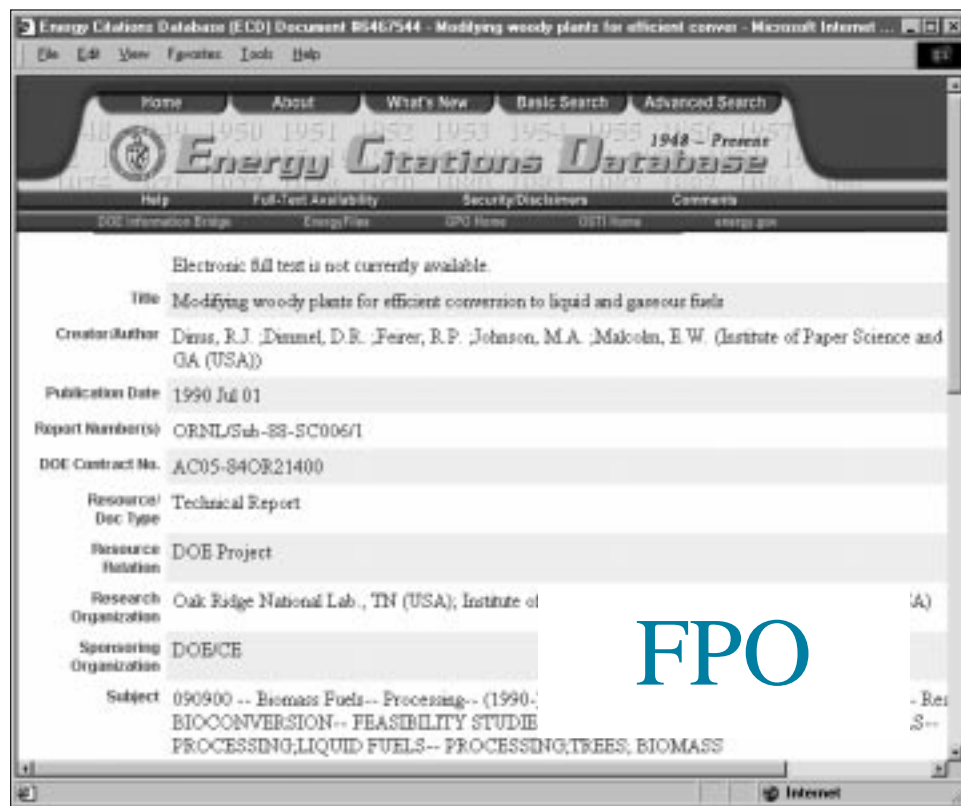 Energy Citations Database (ECD) Document #6467544 - Modifying woody plants for efficient conver - Microsoft Internet ...
File Edit View Favorites Tools Help
Home About What's New Basic Search Advanced Search
1948 – Present
Energy Citations Database
Help Full-Text Availability Security/Disclaimers Comments
DOE Information Bridge EnergyFiles GPO Home OSTI Home energy.gov
Electronic full text is not currently available.
Title Modifying woody plants for efficient conversion to liquid and gaseous fuels
Creator/Author Dinus, R.J. ;Dimmel, D.R. ;Feirer, R.P. ;Johnson, M.A. ;Malcolm, E.W. (Institute of Paper Science and
GA (USA))
Publication Date 1990 Jul 01
Report Number(s) ORNL/Sub-88-SC006/1
DOE Contract No. AC05-84OR21400
Resource/ Technical Report
Doc Type
Resource DOE Project
Relation
Research Oak Ridge National Lab., TN (USA); Institute of A)
Organization
FPO
Sponsoring DOE/CE
Organization
Subject 090900 -- Biomass Fuels-- Processing-- (1990- - Res
BIOCONVERSION-- FEASIBILITY STUDIE S--
PROCESSING;LIQUID FUELS-- PROCESSING;TREES; BIOMASS
Internet